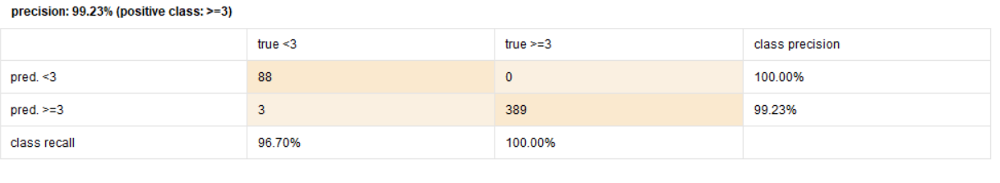 precision: 99.23% (positive class: >=3)
true <3 true >=3 class precision
pred. <3 88 0 100.00%
pred. >=3 3 389 99.23%
class recall 96.70% 100.00%